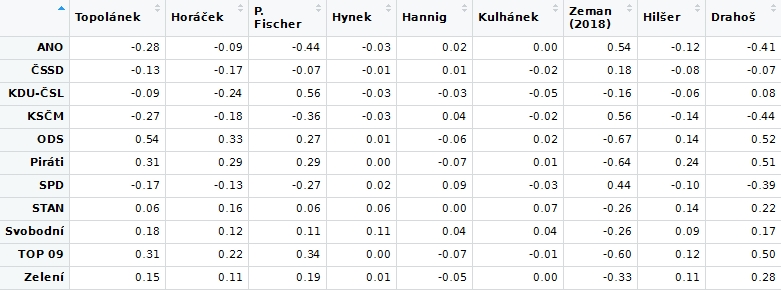 Topolánek Horáček P. Fischer Hynek Hannig Kulhánek Zeman (2018) Hilšer Drahoš
ANO -0.28 -0.09 -0.44 -0.03 0.02 0.00 0.54 -0.12 -0.41
ČSSD -0.13 -0.17 -0.07 -0.01 0.01 -0.02 0.18 -0.08 -0.07
KDU-ČSL -0.09 -0.24 0.56 -0.03 -0.03 -0.05 -0.16 -0.06 0.08
KSČM -0.27 -0.18 -0.36 -0.03 0.04 -0.02 0.56 -0.14 -0.44
ODS 0.54 0.33 0.27 0.01 -0.06 0.02 -0.67 0.14 0.52
Piráti 0.31 0.29 0.29 0.00 -0.07 0.01 -0.64 0.24 0.51
SPD -0.17 -0.13 -0.27 0.02 0.09 -0.03 0.44 -0.10 -0.39
STAN 0.06 0.16 0.06 0.06 0.00 0.07 -0.26 0.14 0.22
Svobodní 0.18 0.12 0.11 0.11 0.04 0.04 -0.26 0.09 0.17
TOP 09 0.31 0.22 0.34 0.00 -0.07 -0.01 -0.60 0.12 0.50
Zelení 0.15 0.11 0.19 0.01 -0.05 0.00 -0.33 0.11 0.28